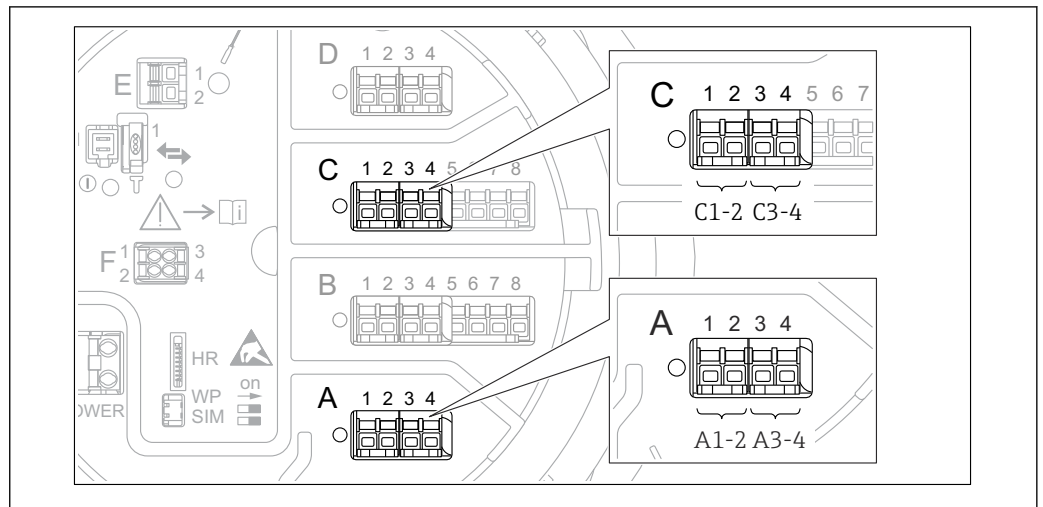 D 1 2 3 4
E 1
2
1
C 1 2 3 4 5 6 7 8
i
F 1 3
2 4
B 1 2 3 4 5 6 7 8
HR
WP on
SIM
OWER
A 1 2 3 4
C 1 2 3 4 5 6 7
C1-2 C3-4
A 1 2 3 4
A1-2 A3-4